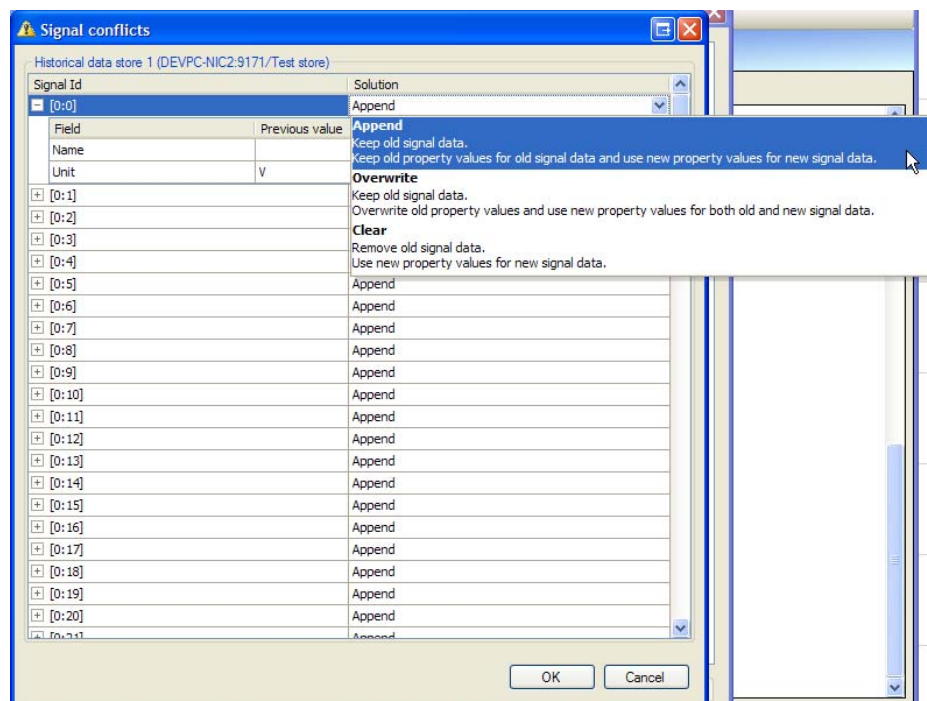 Signal conflicts
Historical data store 1 (DEVPC-NIC2:9171/Test store)
Signal Id Solution
[0:0] Append
Field Previous value
Name
Unit V
Append
Keep old signal data.
Keep old property values for old signal data and use new property values for new signal data.
Overwrite
Keep old signal data.
Overwrite old property values and use new property values for both old and new signal data.
Clear
Remove old signal data.
Use new property values for new signal data.
[0:1]
[0:2]
[0:3]
[0:4]
[0:5] Append
[0:6] Append
[0:7] Append
[0:8] Append
[0:9] Append
[0:10] Append
[0:11] Append
[0:12] Append
[0:13] Append
[0:14] Append
[0:15] Append
[0:16] Append
[0:17] Append
[0:18] Append
[0:19] Append
[0:20] Append
[0:21] Append
OK Cancel